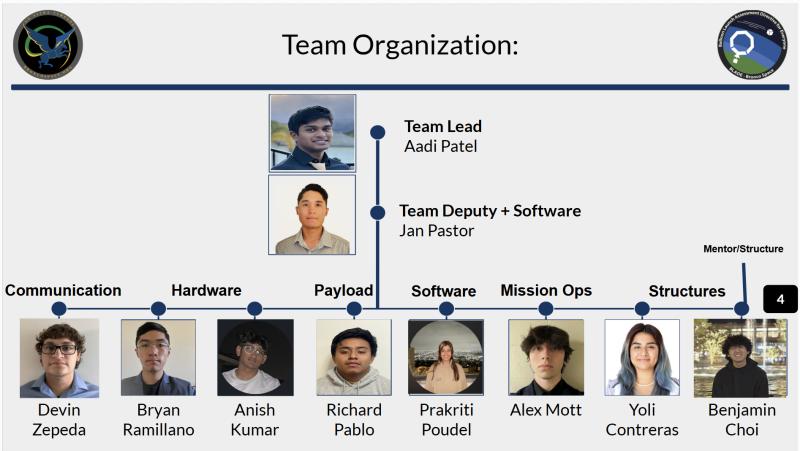 Team Organization:
Team Lead
Aadi Patel
Team Deputy + Software
Jan Pastor
Mentor/Structure
Communication
Hardware
Payload
Software
Mission Ops
Structures
4
Devin
Zepeda
Bryan
Ramillano
Anish
Kumar
Richard
Pablo
Prakriti
Poudel
Alex Mott
Yoli
Contreras
Benjamin
Choi